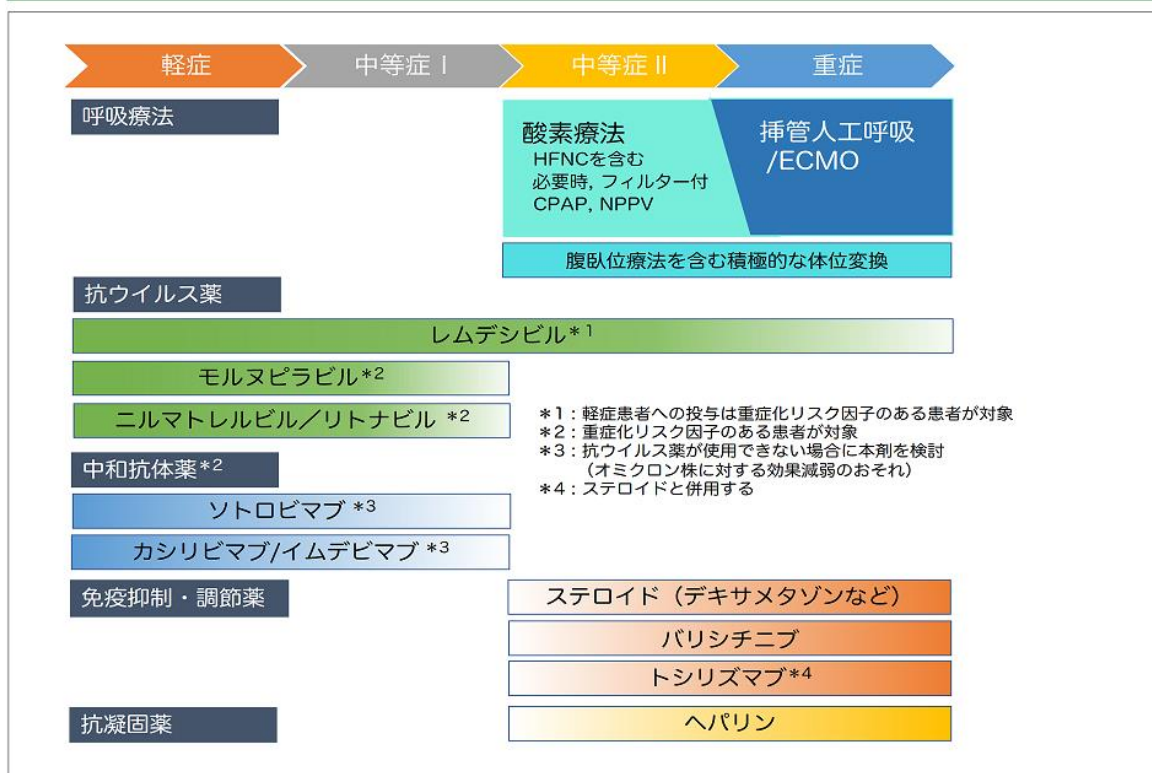 軽症
中等症 I
中等症 II
重症
呼吸療法
酸素療法
HFNCを含む
必要時, フィルター付
CPAP, NPPV
挿管人工呼吸
/ECMO
腹臥位療法を含む積極的な体位変換
抗ウイルス薬
レムデシビル*1
モルヌピラビル*2
ニルマトレルビル/リトナビル *2
*1:軽症患者への投与は重症化リスク因子のある患者が対象
*2:重症化リスク因子のある患者が対象
*3:抗ウイルス薬が使用できない場合に本剤を検討
(オミクロン株に対する効果減弱のおそれ)
*4:ステロイドと併用する
中和抗体薬*2
ソトロビマブ *3
カシリビマブ/イムデビマブ *3
免疫抑制・調節薬
ステロイド(デキサメタゾンなど)
バリシチニブ
トシリズマブ*4
抗凝固薬
ヘパリン